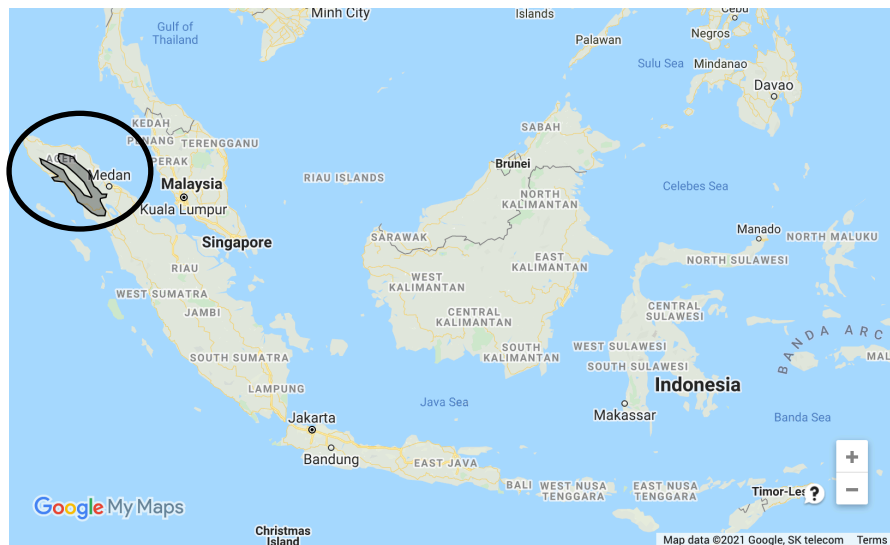 Minh City
Islands
Cebu
Gulf of
Thailand
Negros
Palawan
Sulu Sea
Mindanao
Davao
KEDAH
PENANG
TERENGGANU
SABAH
ACEH
PERAK
Brunei
Medan
Malaysia
RIAU ISLANDS
Celebes Sea
NORTH
KALIMANTAN
Kuala Lumpur
Manado
SARAWAK
NORTH MALUKU
Singapore
EAST
KALIMANTAN
NORTH SULAWESI
RIAU
WEST
KALIMANTAN
WEST SUMATRA
JAMBI
CENTRAL
KALIMANTAN
CENTRAL
SULAWESI
BANDA ARC
SOUTH
KALIMANTAN
WEST SULAWESI
MAL
SOUTH SUMATRA
SOUTH SULAWESI
Indonesia
LAMPUNG
Java Sea
Makassar
Banda Sea
Jakarta
Bandung
EAST JAVA
+
BALI
WEST NUSA
TENGGARA
EAST NUSA
TENGGARA
Timor-Les
?
−
Google My Maps
Christmas
Island
Map data ©2021 Google, SK telecom Terms